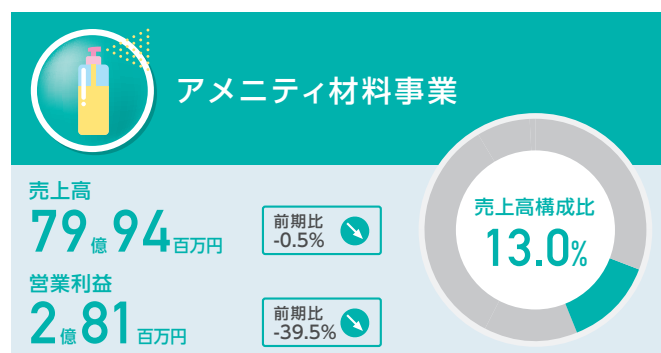 アメニティ材料事業
売上高
79億94百万円
前期比
-0.5%
営業利益
2億81百万円
前期比
-39.5%
売上高構成比
13.0%